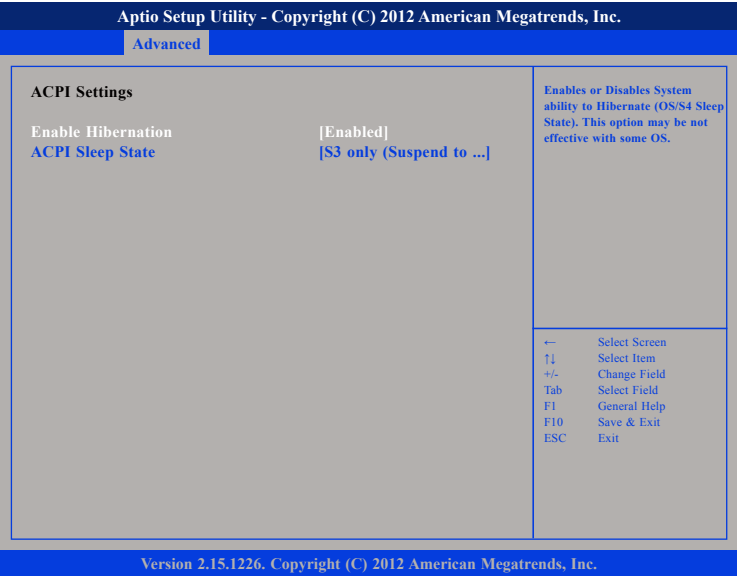 Aptio Setup Utility - Copyright (C) 2012 American Megatrends, Inc.
Advanced
ACPI Settings
Enable Hibernation [Enabled]
ACPI Sleep State [S3 only (Suspend to ...]
Enables or Disables System
ability to Hibernate (OS/S4 Sleep
State). This option may be not
effective with some OS.
← Select Screen
↑↓ Select Item
+/- Change Field
Tab Select Field
F1 General Help
F10 Save & Exit
ESC Exit
Version 2.15.1226. Copyright (C) 2012 American Megatrends, Inc.